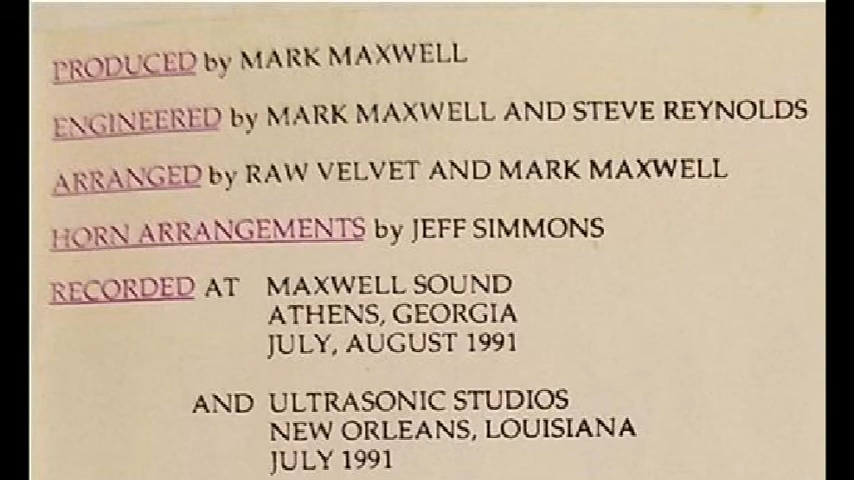 PRODUCED by MARK MAXWELL
ENGINEERED by MARK MAXWELL AND STEVE REYNOLDS
ARRANGED by RAW VELVET AND MARK MAXWELL
HORN ARRANGEMENTS by JEFF SIMMONS
RECORDED AT MAXWELL SOUND
ATHENS, GEORGIA
JULY, AUGUST 1991
AND ULTRASONIC STUDIOS
NEW ORLEANS, LOUISIANA
JULY 1991